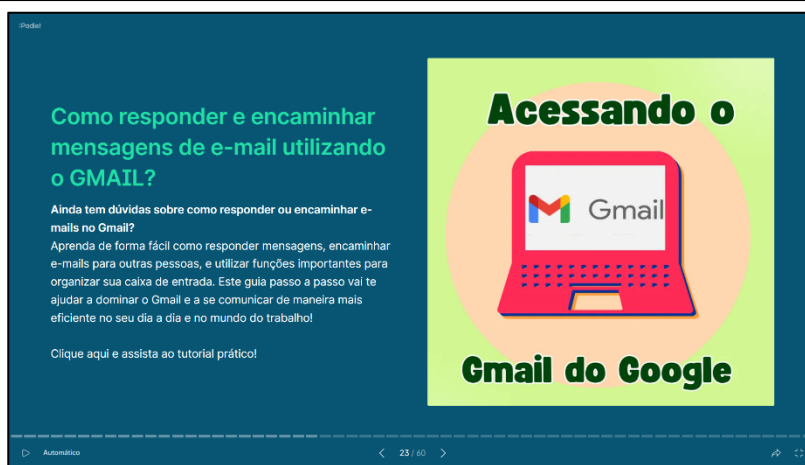 :Podie!
Como responder e encaminhar
mensagens de e-mail utilizando
o GMAIL?
Ainda tem dúvidas sobre como responder ou encaminhar e-
mails no Gmail?
Aprenda de forma fácil como responder mensagens, encaminhar
e-mails para outras pessoas, e utilizar funções importantes para
organizar sua caixa de entrada. Este guia passo a passo vai te
ajudar a dominar o Gmail e a se comunicar de maneira mais
eficiente no seu dia a dia e no mundo do trabalho!
Clique aqui e assista ao tutorial prático!
Acessando o
Gmail
Gmail do Google
Automático
23 / 60